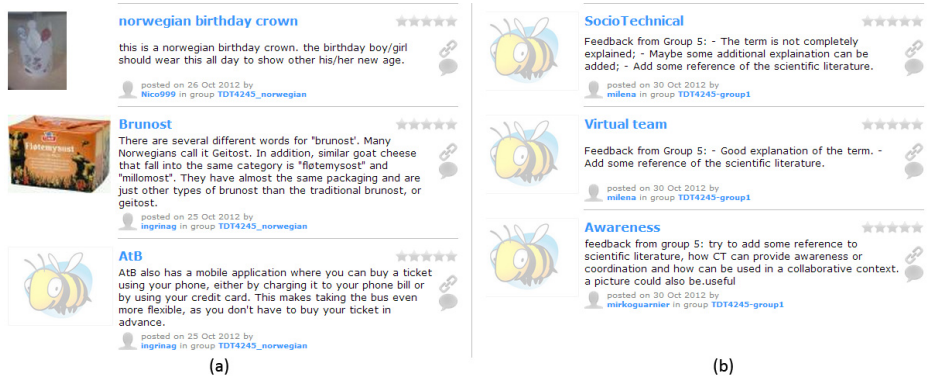 norwegian birthday crown
this is a norwegian birthday crown. the birthday boy/girl
should wear this all day to show other his/her new age.
posted on 26 Oct 2012 by
Nico999 in group TDT4245_norwegian
Fløtemysost
Brunost
There are several different words for "brunost'. Many
Norwegians call it Geitost. In addition, similar goat cheese
that fall into the same category is "fløtemysost" and
"millomost". They have almost the same packaging and are
just other types of brunost than the traditional brunost, or
geitost.
posted on 25 Oct 2012 by
ingrinag in group TDT4245_norwegian
AtB
AtB also has a mobile application where you can buy a ticket
using your phone, either by charging it to your phone bill or
by using your credit card. This makes taking the bus even
more flexible, as you don't have to buy your ticket in
advance.
posted on 25 Oct 2012 by
ingrinag in group TDT4245_norwegian
(a)
SocioTechnical
Feedback from Group 5: - The term is not completely
explained; - Maybe some additional explaination can be
added; - Add some reference of the scientific literature.
posted on 30 Oct 2012 by
milena in group TDT4245-group1
Virtual team
Feedback From Group 5: - Good explanation of the term. -
Add some reference of the scientific literature.
posted on 30 Oct 2012 by
milena in group TDT4245-group1
Awareness
feedback from group 5: try to add some reference to
scientific literature, how CT can provide awareness or
coordination and how can be used in a collaborative context.
a picture could also be.useful
posted on 30 Oct 2012 by
mirkoguarnier in group TDT4245-group1
(b)